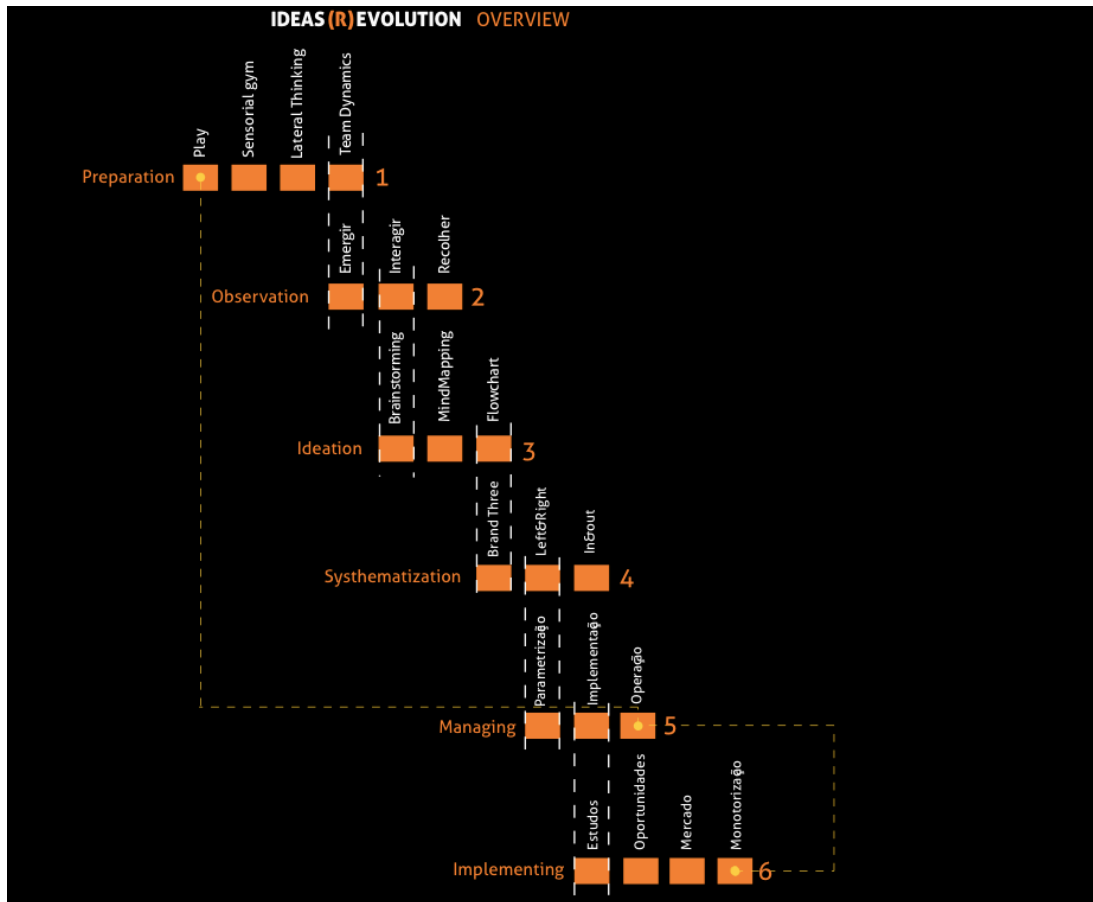 IDEAS(R)EVOLUTION OVERVIEW
Play
Sensorial gym
Lateral Thinking
Team Dynamics
Preparation
1
Emergir
Interagir
Recolher
Observation
2
Brainstorming
MindMapping
Flowchart
Ideation
3
Brand Three
Left&Right
In&out
Systhematization
4
Parametrização
Implementação
Operação
Managing
5
Estudos
Oportunidades
Mercado
Monotorização
Implementing
6